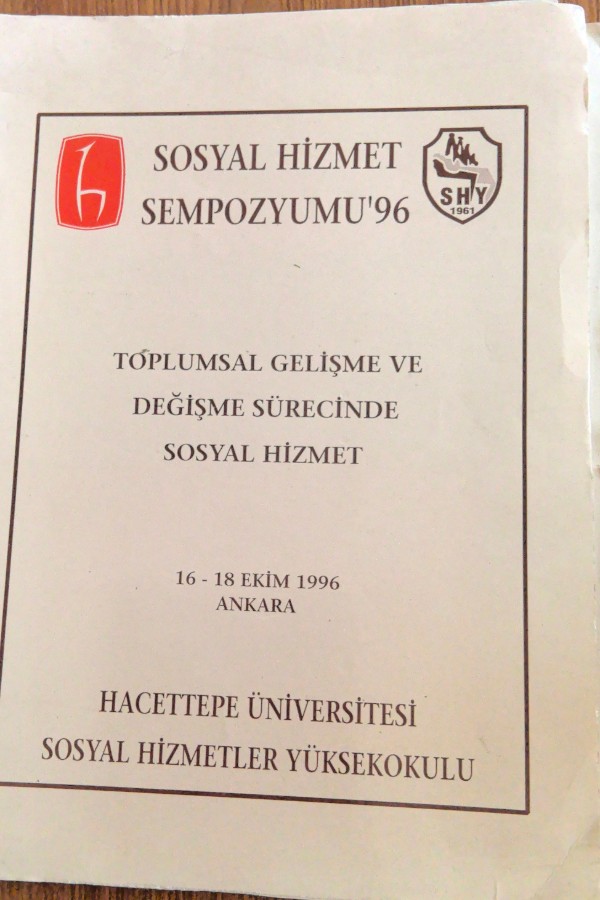 SOSYAL HİZMET
SEMPOZYUMU'96
SHY
1961
TOPLUMSAL GELİŞME VE
DEĞİŞME SÜRECİNDE
SOSYAL HİZMET
16 - 18 EKİM 1996
ANKARA
HACETTEPE ÜNİVERSİTESİ
SOSYAL HİZMETLER YÜKSEKOKULU